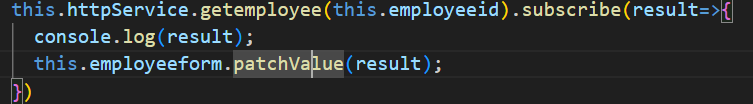 this.httpService.getemployee(this.employeeid).subscribe(result=>{
console.log(result);
this.employeeform.patchValue(result);
})